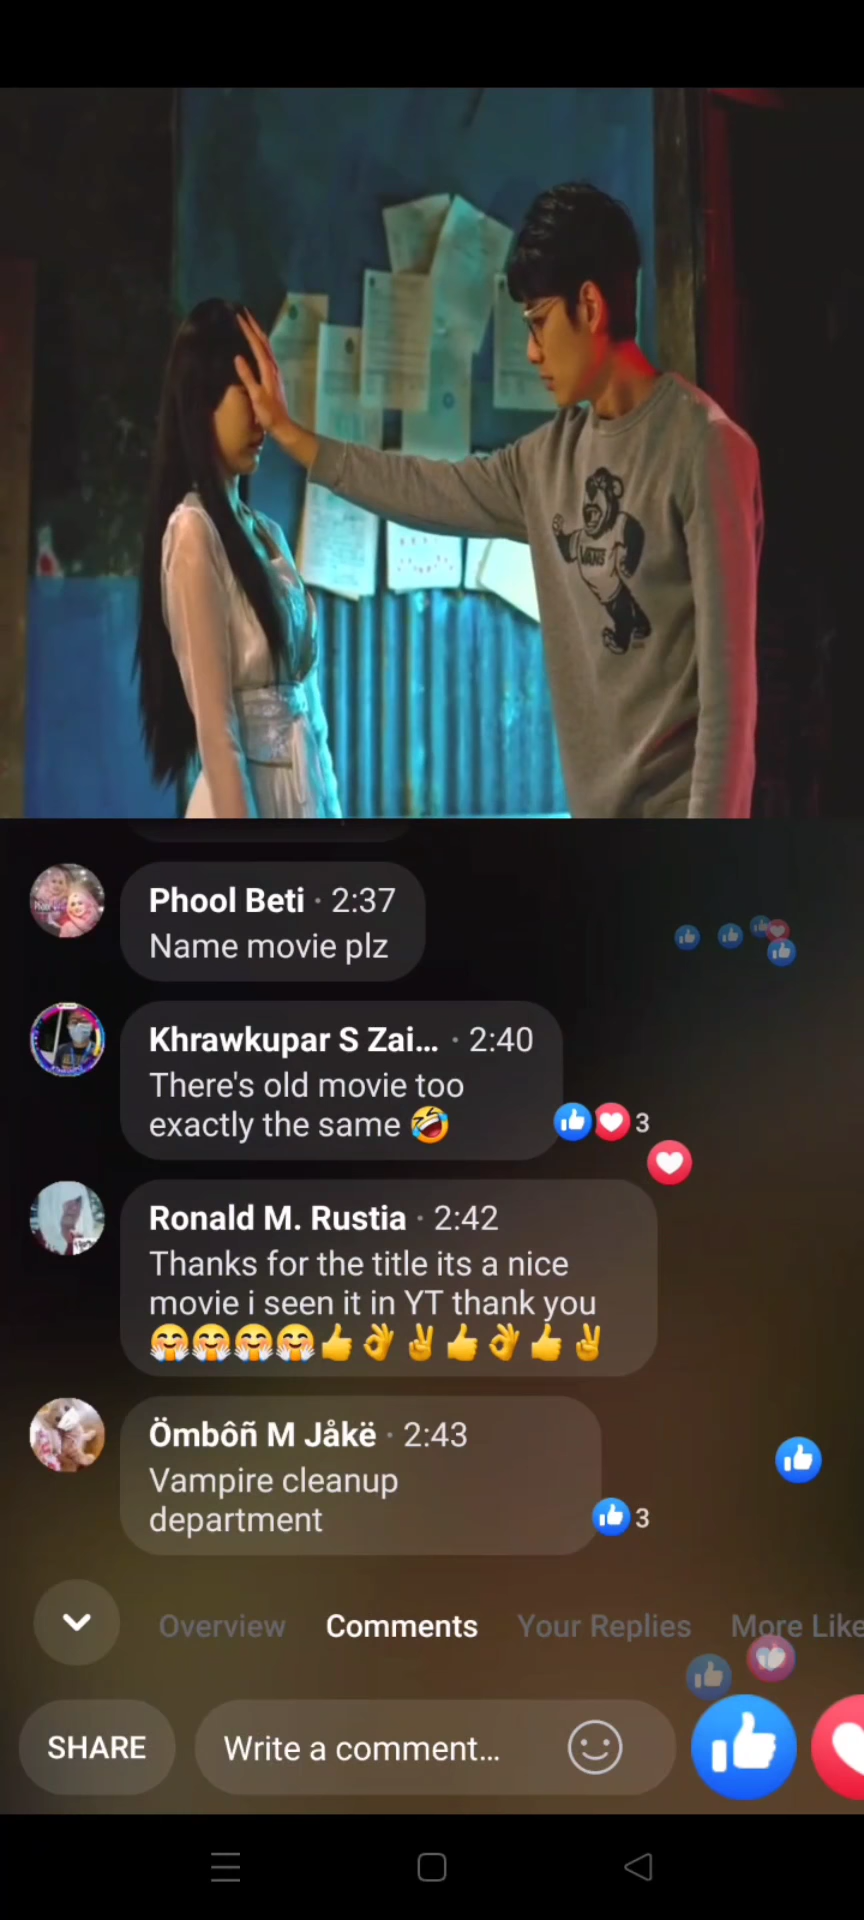 VANS
Phool Beti · 2:37
Name movie plz
Khrawkupar S Zai... · 2:40
There's old movie too
exactly the same 🤣
3
Ronald M. Rustia · 2:42
Thanks for the title its a nice
movie i seen it in YT thank you
🤗🤗🤗🤗👍👌✌👍👌👍✌
Ömbôñ M Jåkë · 2:43
Vampire cleanup
department
3
Overview Comments Your Replies More Like
SHARE Write a comment...